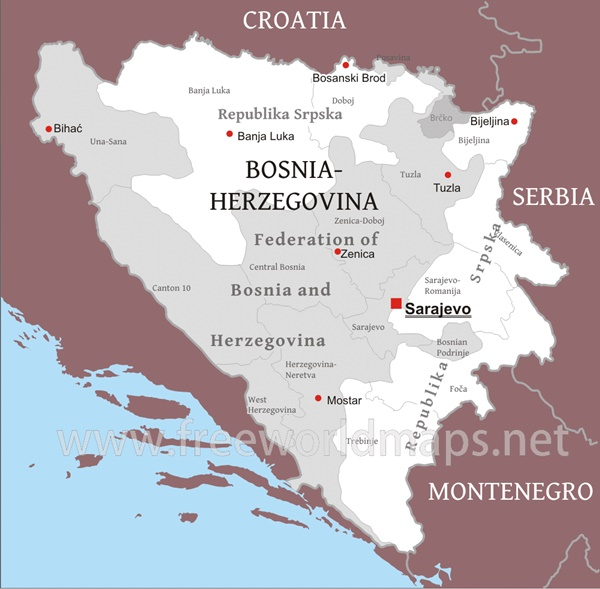 CROATIA
Bosanski Brod
Posavina
Banja Luka
Doboj
Republika Srpska
Brčko
Bijeljina
Bihać
Banja Luka
Una-Sana
Bijeljina
BOSNIA-
HERZEGOVINA
Tuzla
Tuzla
SERBIA
Zenica-Doboj
Vlasenica
Srpska
Federation of
Zenica
Central Bosnia
Canton 10
Bosnia and
Sarajevo-
Romanija
Sarajevo
Sarajevo
Herzegovina
Bosnian
Podrinje
Herzegovina-
Neretva
Foča
Republika
West
Herzegovina
Mostar
Trebinje
www.freeworldmaps.net
MONTENEGRO